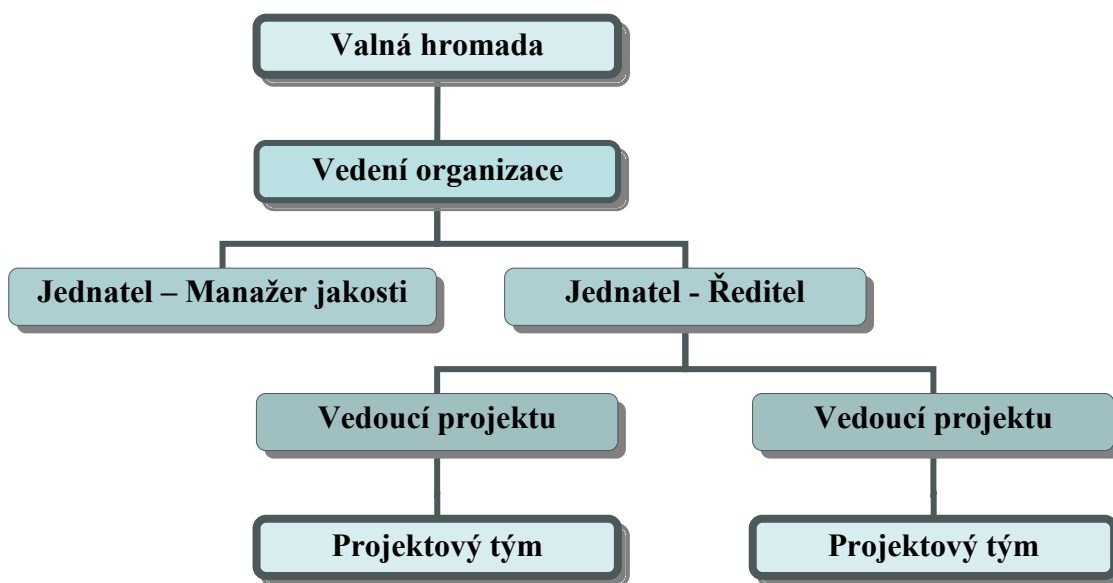 Valná hromada
Vedení organizace
Jednatel – Manažer jakosti
Jednatel - Ředitel
Vedoucí projektu
Vedoucí projektu
Projektový tým
Projektový tým